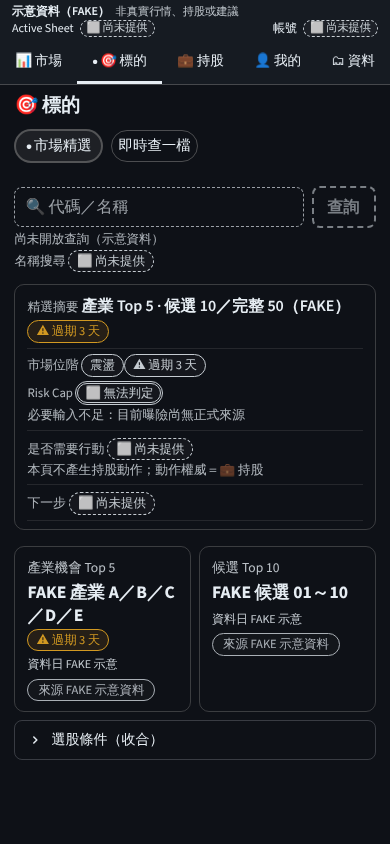 示意資料（FAKE） 非真實行情、持股或建議
Active Sheet ⬜ 尚未提供 帳號 ⬜ 尚未提供
📊 市場 ●🎯 標的 💼 持股 👤 我的 🗂 資料
🎯 標的
●市場精選 即時查一檔
🔍 代碼／名稱 查詢
尚未開放查詢（示意資料）
名稱搜尋 ⬜ 尚未提供
精選摘要 產業 Top 5 · 候選 10／完整 50（FAKE）
⚠ 過期 3 天
市場位階 震盪 ⚠ 過期 3 天
Risk Cap ⬜ 無法判定
必要輸入不足：目前曝險尚無正式來源
是否需要行動 ⬜ 尚未提供
本頁不產生持股動作；動作權威＝💼 持股
下一步 ⬜ 尚未提供
產業機會 Top 5
FAKE 產業 A／B／C
／D／E
⚠ 過期 3 天
資料日 FAKE 示意
來源 FAKE 示意資料
候選 Top 10
FAKE 候選 01～10
資料日 FAKE 示意
來源 FAKE 示意資料
› 選股條件（收合）